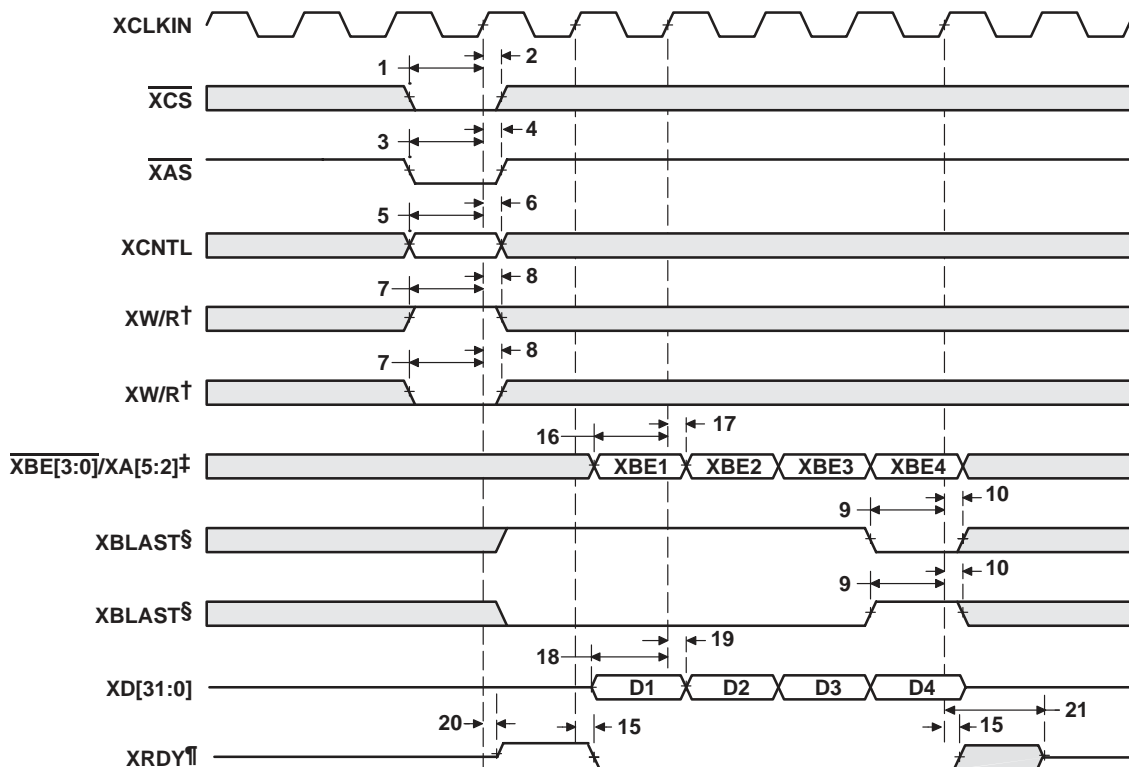 XCLKIN
1
2
XCS
3
4
XAS
5
6
XCNTL
7
8
XW/R†
7
8
XW/R†
16
17
XBE[3:0]/XA[5:2]‡
XBE1
XBE2
XBE3
XBE4
9
10
XBLAST§
9
10
XBLAST§
18
19
XD[31:0]
D1
D2
D3
D4
20
15
15
21
XRDY¶